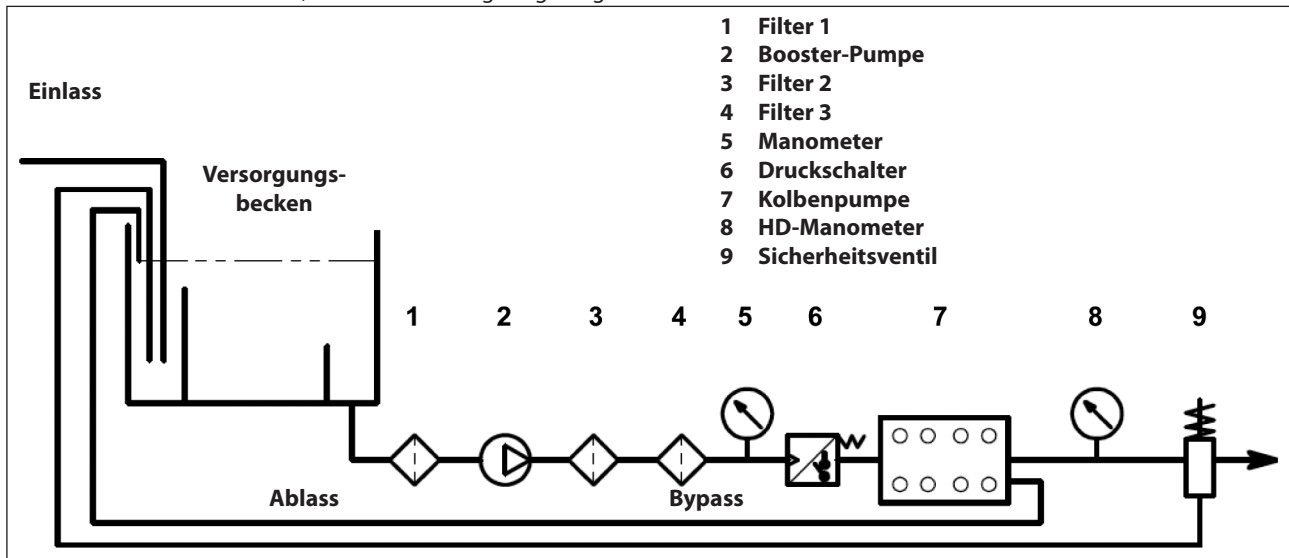 1 Filter 1
2 Booster-Pumpe
3 Filter 2
4 Filter 3
5 Manometer
6 Druckschalter
7 Kolbenpumpe
8 HD-Manometer
9 Sicherheitsventil
Einlass
Versorgungs-
becken
1 2 3 4 5 6 7 8 9
Ablass Bypass